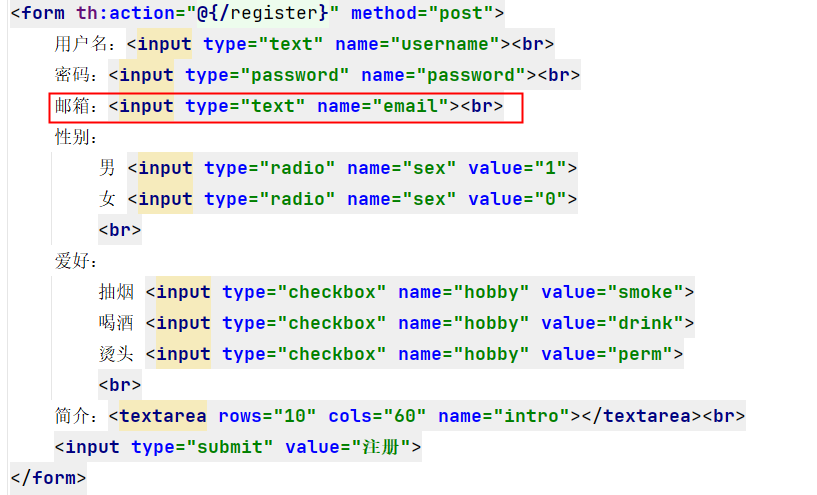 <form th:action="@{/register}" method="post">
用户名：<input type="text" name="username"><br>
密码：<input type="password" name="password"><br>
邮箱：<input type="text" name="email"><br>
性别：
男 <input type="radio" name="sex" value="1">
女 <input type="radio" name="sex" value="0">
<br>
爱好：
抽烟 <input type="checkbox" name="hobby" value="smoke">
喝酒 <input type="checkbox" name="hobby" value="drink">
烫头 <input type="checkbox" name="hobby" value="perm">
<br>
简介：<textarea rows="10" cols="60" name="intro"></textarea><br>
<input type="submit" value="注册">
</form>